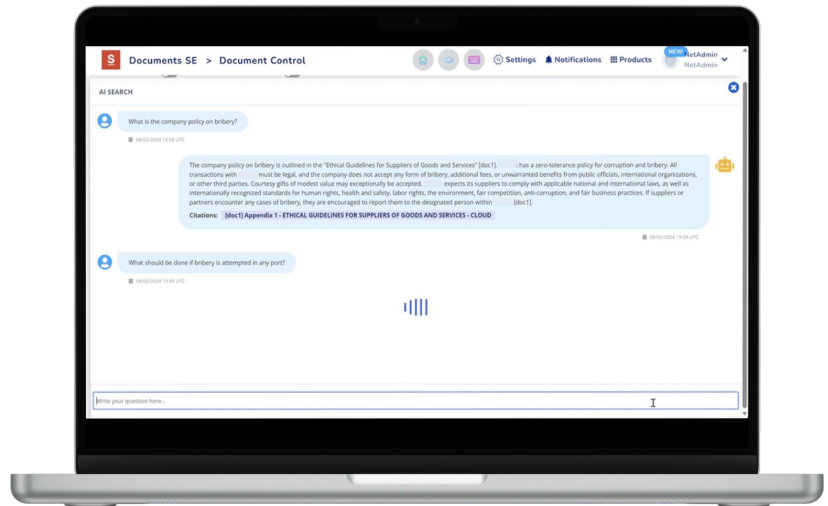 S Documents SE > Document Control
Settings Notifications Products NEW NetAdmin
NetAdmin
AI SEARCH
What is the company policy on bribery?
08/02/2024 19:58 UTC
The company policy on bribery is outlined in the "Ethical Guidelines for Suppliers of Goods and Services" [doc1]. has a zero-tolerance policy for corruption and bribery. All
transactions with must be legal, and the company does not accept any form of bribery, additional fees, or unwarranted benefits from public officials, international organizations,
or other third parties. Courtesy gifts of modest value may exceptionally be accepted. expects its suppliers to comply with applicable national and international laws, as well as
internationally recognized standards for human rights, health and safety, labor rights, the environment, fair competition, anti-corruption, and fair business practices. If suppliers or
partners encounter any cases of bribery, they are encouraged to report them to the designated person within [doc1].
Citations: [doc1] Appendix 1 - ETHICAL GUIDELINES FOR SUPPLIERS OF GOODS AND SERVICES - CLOUD
08/02/2024 19:59 UTC
What should be done if bribery is attempted in any port?
08/02/2024 19:59 UTC
Write your question here...